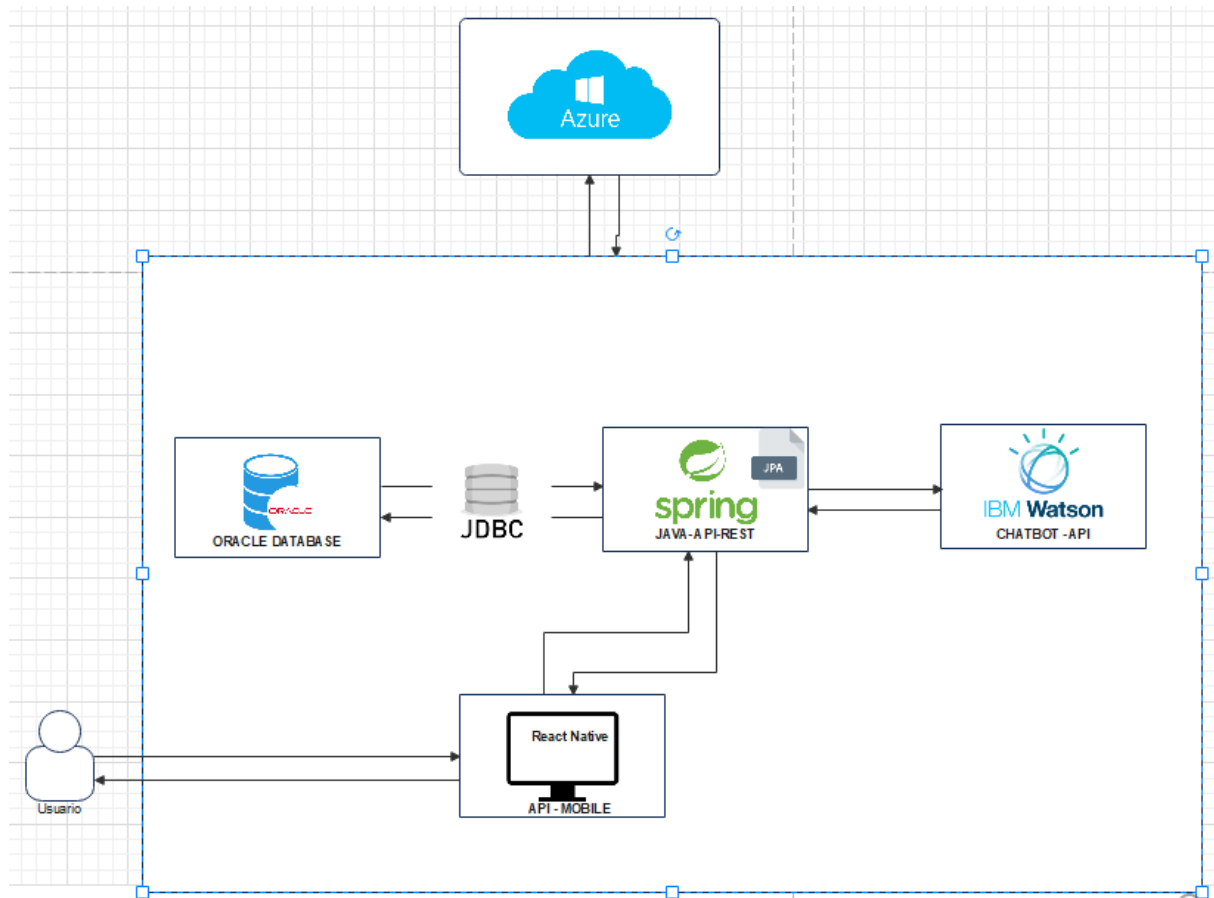 Azure
ORACLE
ORACLE DATABASE
JDBC
spring
JPA
JAVA-API-REST
IBM Watson
CHATBOT -API
React Native
API - MOBILE
Usuario